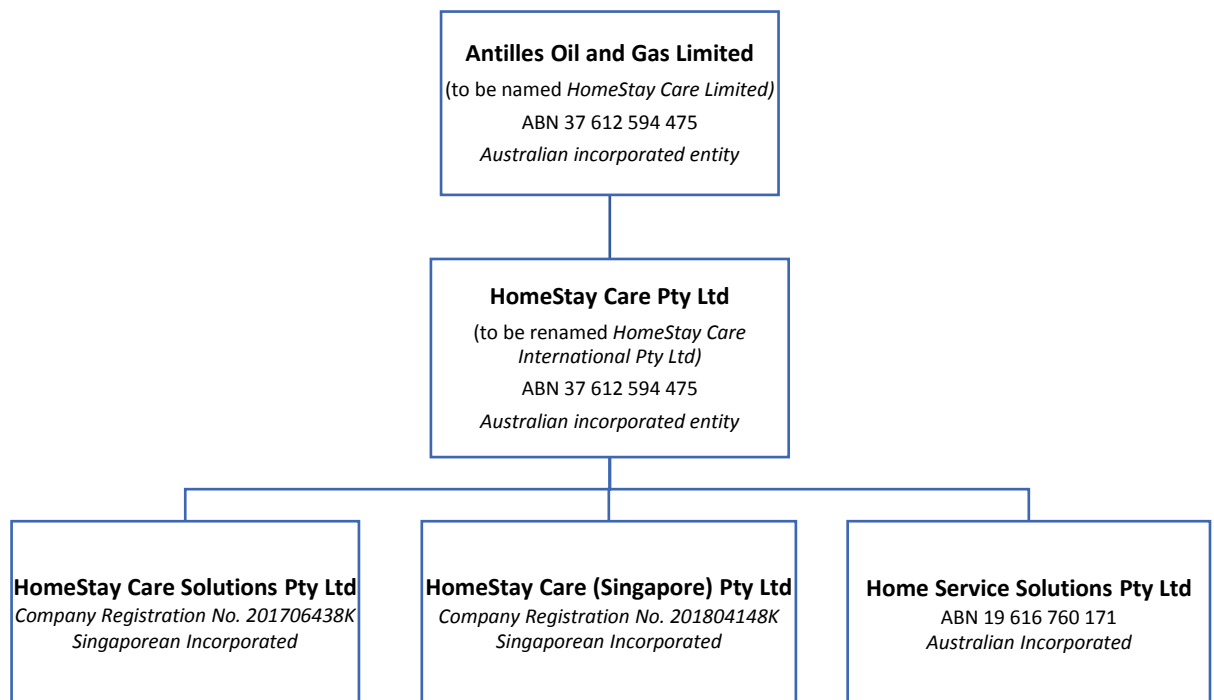 Antilles Oil and Gas Limited
(to be named HomeStay Care Limited)
ABN 37 612 594 475
Australian incorporated entity
HomeStay Care Pty Ltd
(to be renamed HomeStay Care
International Pty Ltd)
ABN 37 612 594 475
Australian incorporated entity
HomeStay Care Solutions Pty Ltd
Company Registration No. 201706438K
Singaporean Incorporated
HomeStay Care (Singapore) Pty Ltd
Company Registration No. 201804148K
Singaporean Incorporated
Home Service Solutions Pty Ltd
ABN 19 616 760 171
Australian Incorporated